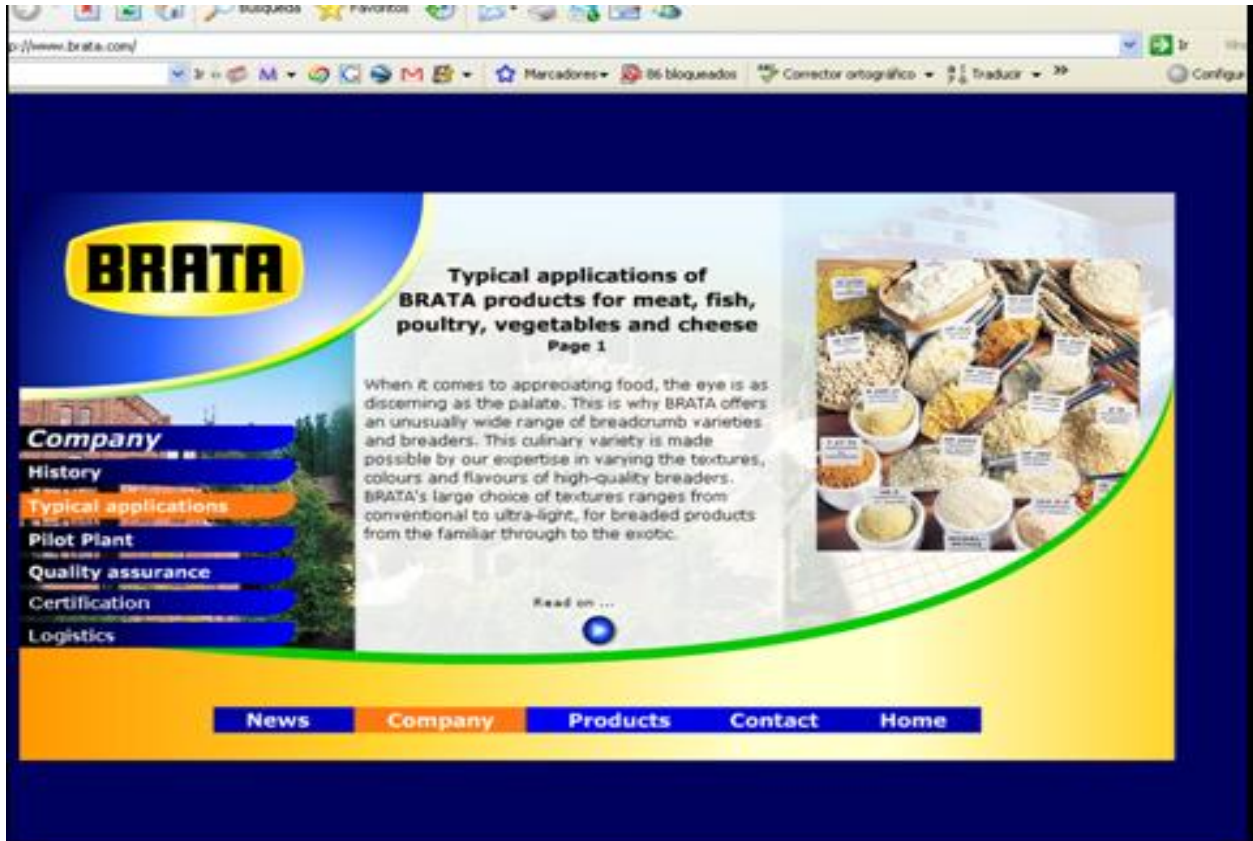 Búsqueda Favoritos
p://www.brata.com/ Ir
Ir M Marcadores 86 bloqueados Corrector ortográfico Traducir » Configu
BRATA
Typical applications of
BRATA products for meat, fish,
poultry, vegetables and cheese
Page 1
When it comes to appreciating food, the eye is as
discerning as the palate. This is why BRATA offers
an unusually wide range of breadcrumb varieties
and breaders. This culinary variety is made
possible by our expertise in varying the textures,
colours and flavours of high-quality breaders.
BRATA's large choice of textures ranges from
conventional to ultra-light, for breaded products
from the familiar through to the exotic.
Read on ...
Company
History
Typical applications
Pilot Plant
Quality assurance
Certification
Logistics
News Company Products Contact Home